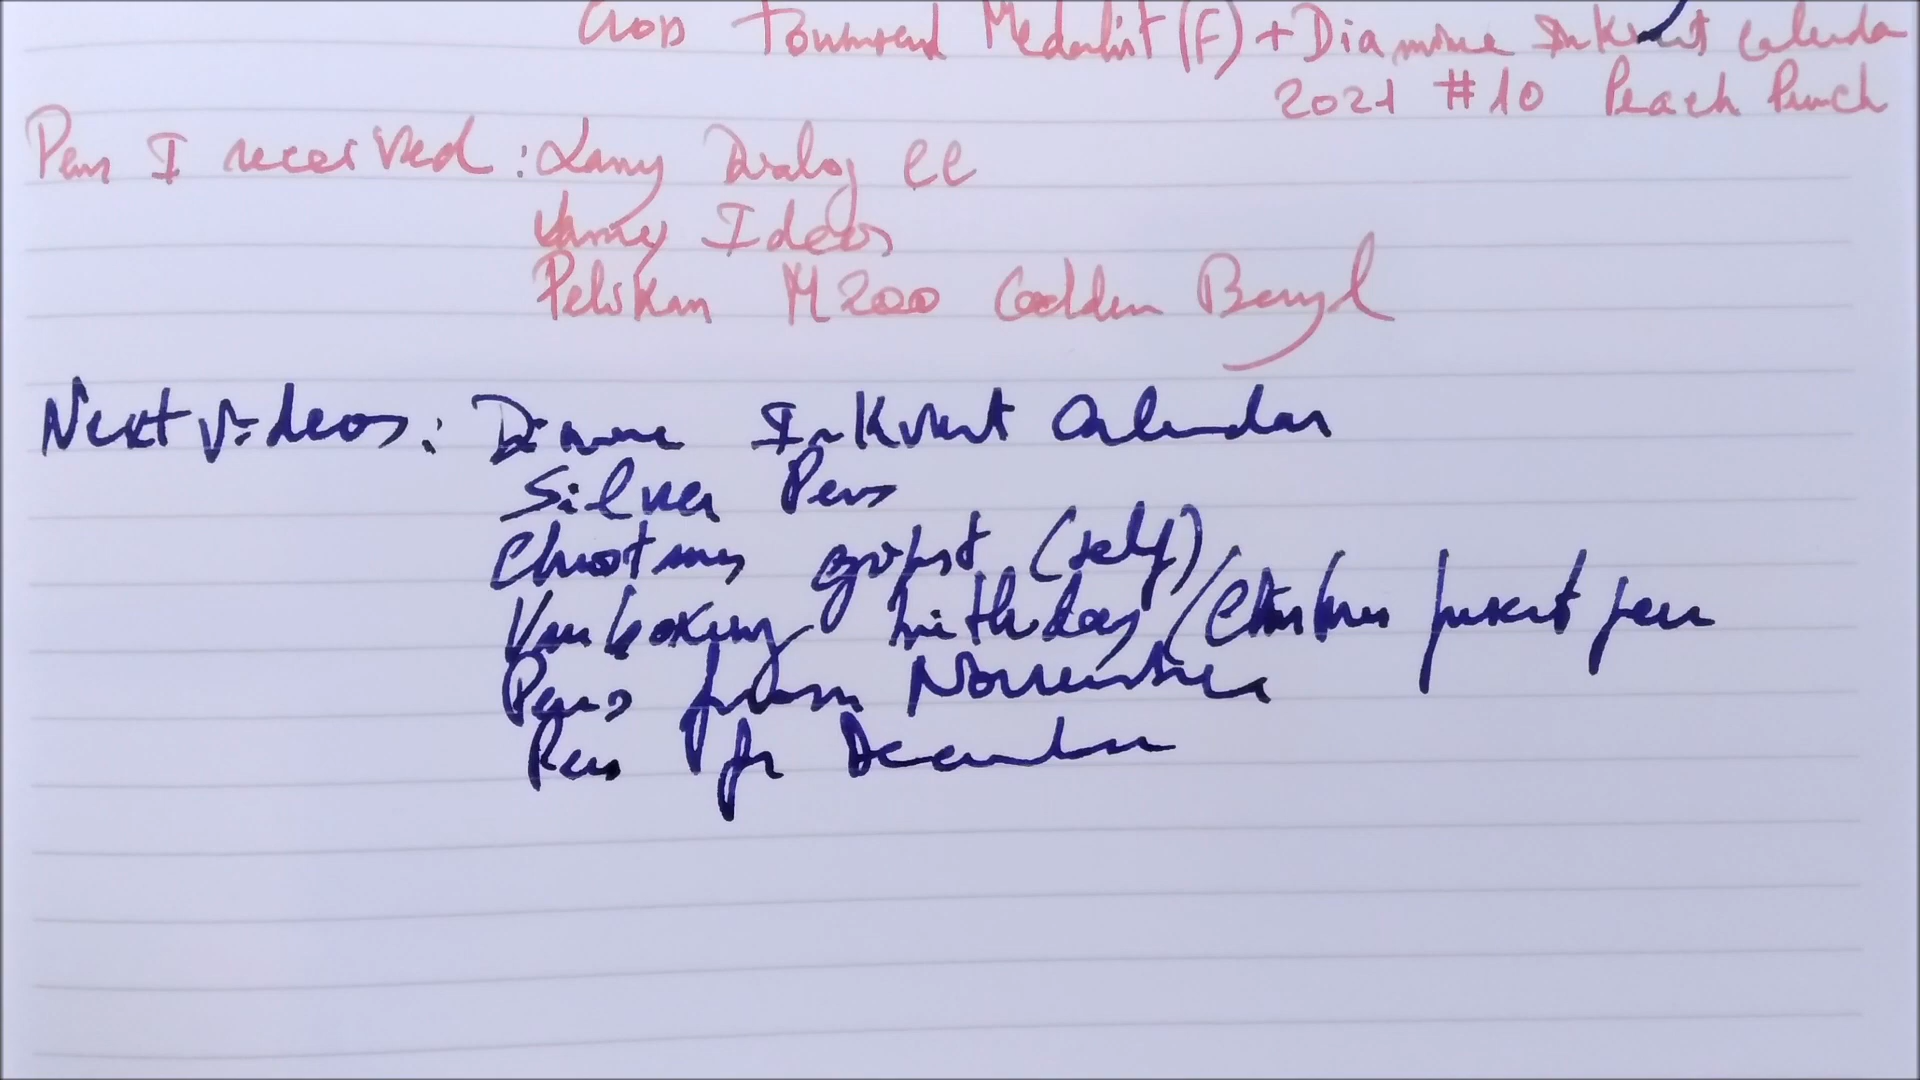 Cross Townsend Medalist (F) + Diamine Inkvent Calendar
2021 #10 Peach Punch
Pens I received: Lamy Dialog CC
Lamy Ideos
Pelikan M200 Golden Beryl
Next videos: Diamine Inkvent Calendar
Silver Pens
Christmas (self)
Unboxing birthday / Christmas present pen
Pens from November
Pens for December